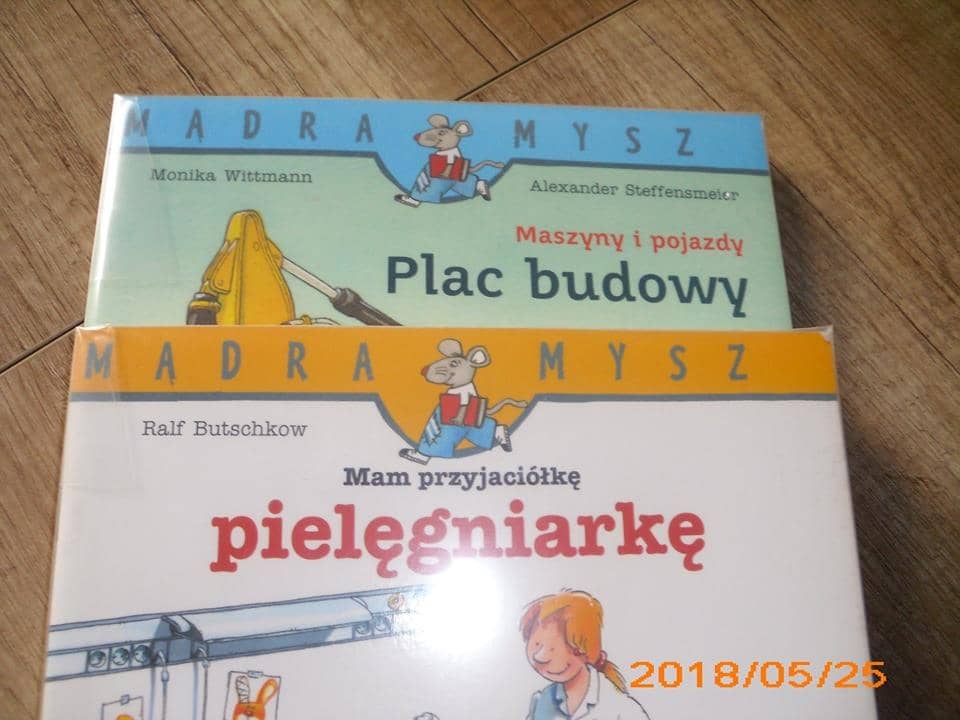 MĄDRA MYSZ
Monika Wittmann
Alexander Steffensmeier
Maszyny i pojazdy
Plac budowy
MĄDRA MYSZ
Ralf Butschkow
Mam przyjaciółkę
pielęgniarkę
2018/05/25